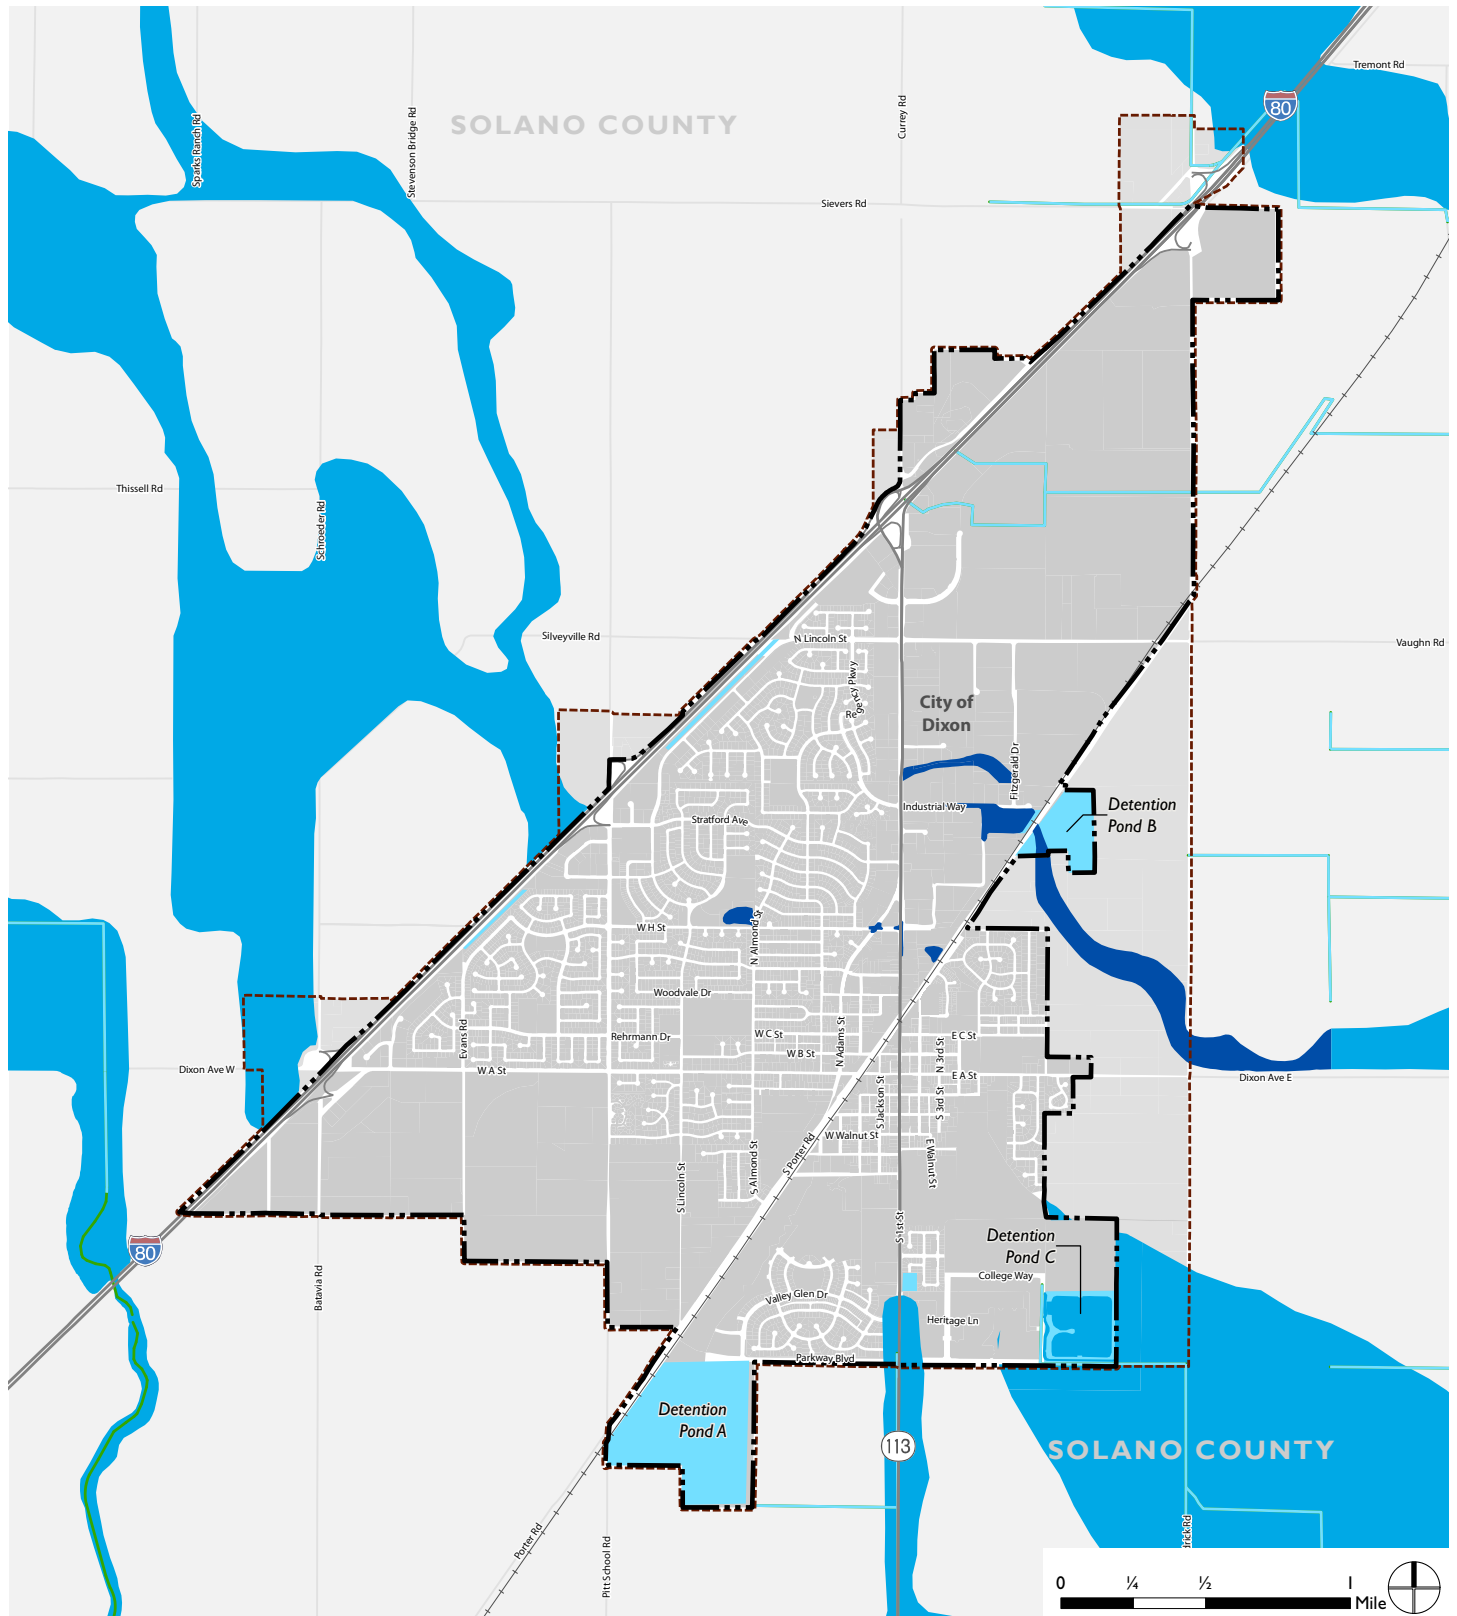 Tremont Rd
80
Currey Rd
SOLANO COUNTY
Sparks Ranch Rd
Stevenson Bridge Rd
Sievers Rd
Thissell Rd
Schroeder Rd
Silveyville Rd
N Lincoln St
Vaughn Rd
Regency Pkwy
City of
Dixon
Fitzgerald Dr
Industrial Way
Detention
Pond B
Stratford Ave
W H St
N Almond St
Woodvale Dr
Evans Rd
Rehrmann Dr
W C St
N Adams St
E C St
N 3rd St
W B St
Dixon Ave W
W A St
E A St
Dixon Ave E
S Jackson St
S 3rd St
W Walnut St
E Walnut St
S Porter Rd
S Almond St
S Lincoln St
S 1st St
80
Batavia Rd
Detention
Pond C
College Way
Valley Glen Dr
Heritage Ln
Parkway Blvd
Detention
Pond A
113
SOLANO COUNTY
Porter Rd
Pitt School Rd
drick Rd
0 ¼ ½ 1
Mile